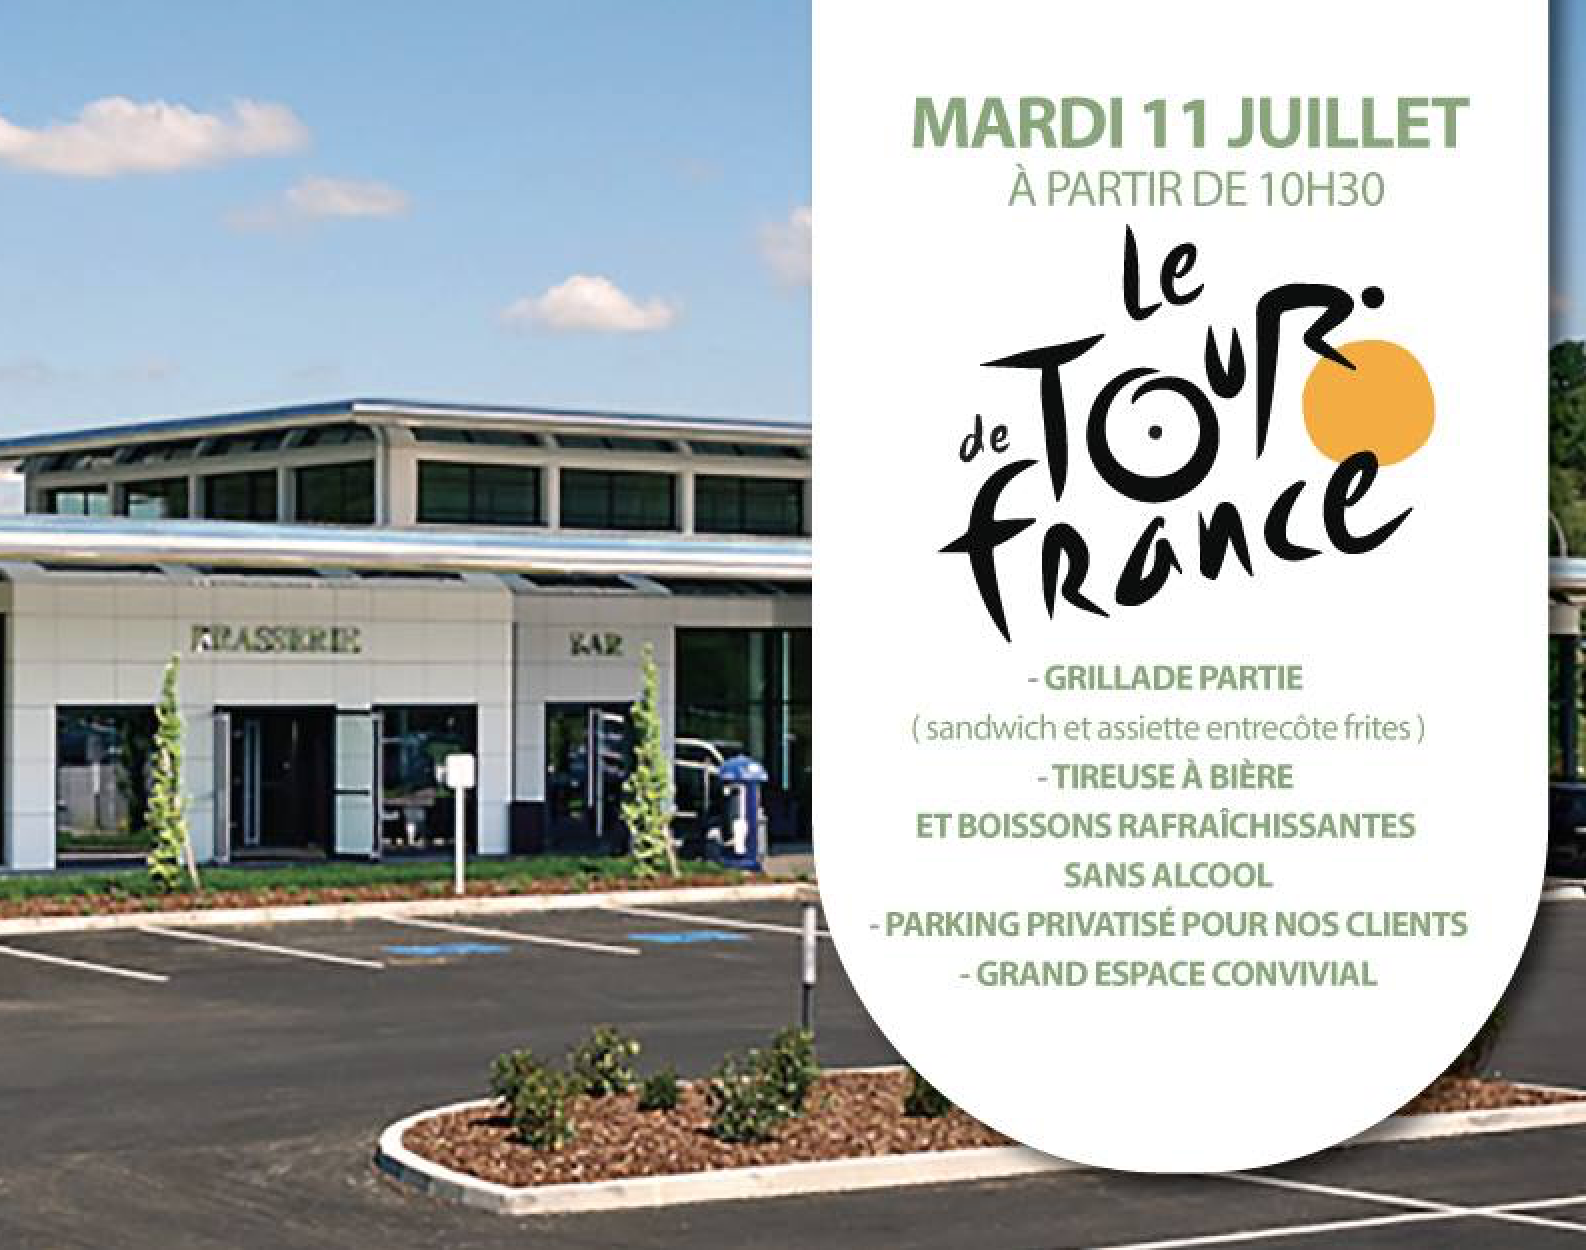 MARDI 11 JUILLET
À PARTIR DE 10H30
Le
TOUR
de
france
BRASSERIE
BAR
- GRILLADE PARTIE
( sandwich et assiette entrecôte frites )
- TIREUSE À BIÈRE
ET BOISSONS RAFRAÎCHISSANTES
SANS ALCOOL
- PARKING PRIVATISÉ POUR NOS CLIENTS
- GRAND ESPACE CONVIVIAL